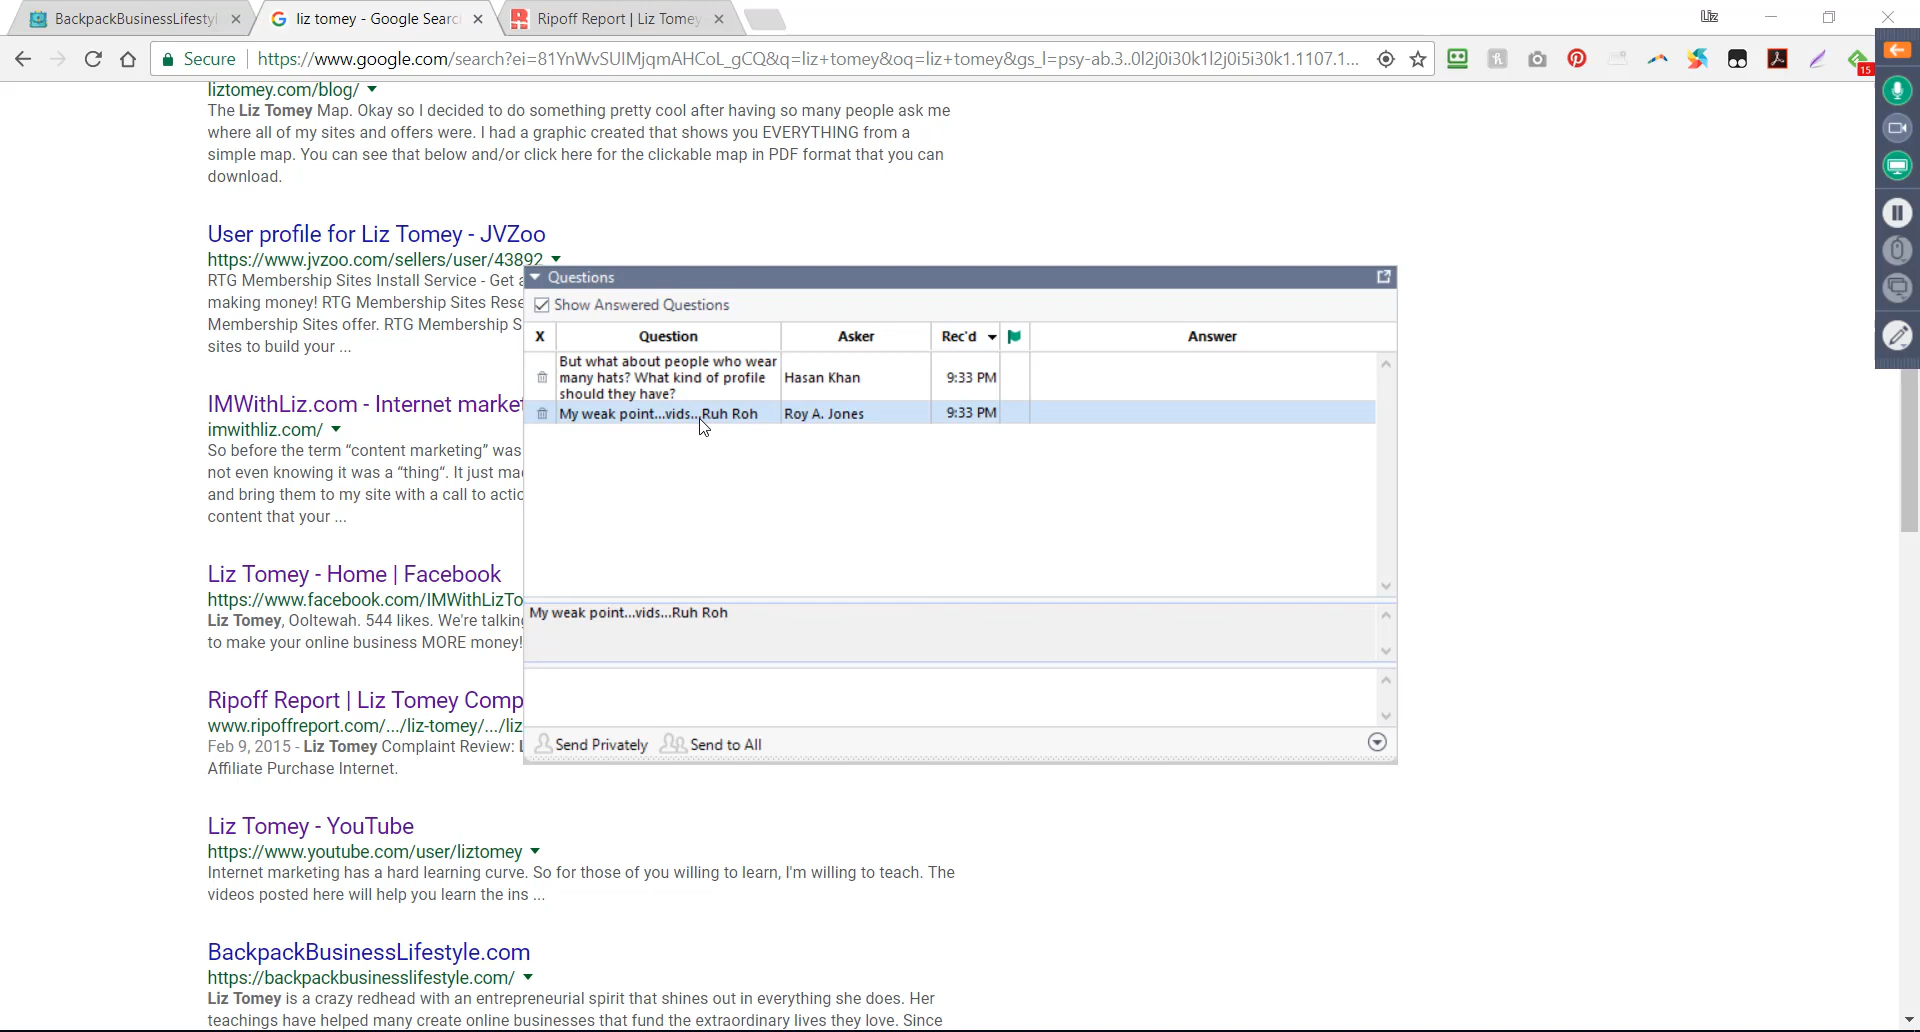 BackpackBusinessLifestyl
liz tomey - Google Searc
Ripoff Report | Liz Tomey
liz
Secure
https://www.google.com/search?ei=81YnWvSUIMjqmAHCoL_gCQ&q=liz+tomey&oq=liz+tomey&gs_l=psy-ab.3..0l2j0i30k1l2j0i5i30k1.1107.1...
15
liztomey.com/blog/
The Liz Tomey Map. Okay so I decided to do something pretty cool after having so many people ask me
where all of my sites and offers were. I had a graphic created that shows you EVERYTHING from a
simple map. You can see that below and/or click here for the clickable map in PDF format that you can
download.
User profile for Liz Tomey - JVZoo
https://www.jvzoo.com/sellers/user/43892
RTG Membership Sites Install Service - Get a
making money! RTG Membership Sites Rese
Membership Sites offer. RTG Membership S
sites to build your ...
IMWithLiz.com - Internet market
imwithliz.com/
So before the term “content marketing” was
not even knowing it was a “thing“. It just mad
and bring them to my site with a call to actio
content that your ...
Liz Tomey - Home | Facebook
https://www.facebook.com/IMWithLizTo
Liz Tomey, Ooltewah. 544 likes. We're talking
to make your online business MORE money!
Ripoff Report | Liz Tomey Comp
www.ripoffreport.com/.../liz-tomey/.../liz
Feb 9, 2015 - Liz Tomey Complaint Review: L
Affiliate Purchase Internet.
Liz Tomey - YouTube
https://www.youtube.com/user/liztomey
Internet marketing has a hard learning curve. So for those of you willing to learn, I'm willing to teach. The
videos posted here will help you learn the ins ...
BackpackBusinessLifestyle.com
https://backpackbusinesslifestyle.com/
Liz Tomey is a crazy redhead with an entrepreneurial spirit that shines out in everything she does. Her
teachings have helped many create online businesses that fund the extraordinary lives they love. Since
Questions
Show Answered Questions
X Question Asker Rec'd Answer
But what about people who wear
many hats? What kind of profile
should they have?
Hasan Khan 9:33 PM
My weak point...vids...Ruh Roh Roy A. Jones 9:33 PM
My weak point...vids...Ruh Roh
Send Privately Send to All